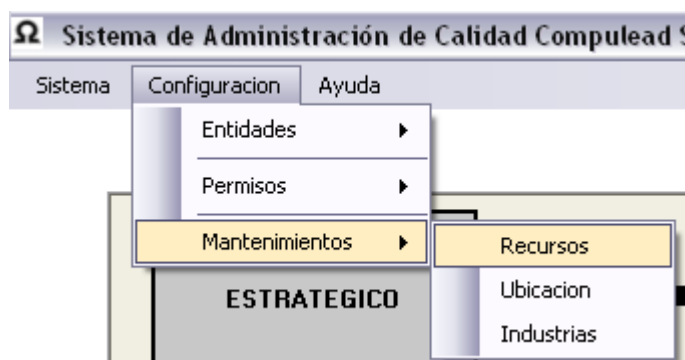 Ω Sistema de Administración de Calidad Compulead S
Sistema Configuracion Ayuda
Entidades
Permisos
Mantenimientos
Recursos
Ubicacion
Industrias
ESTRATEGICO